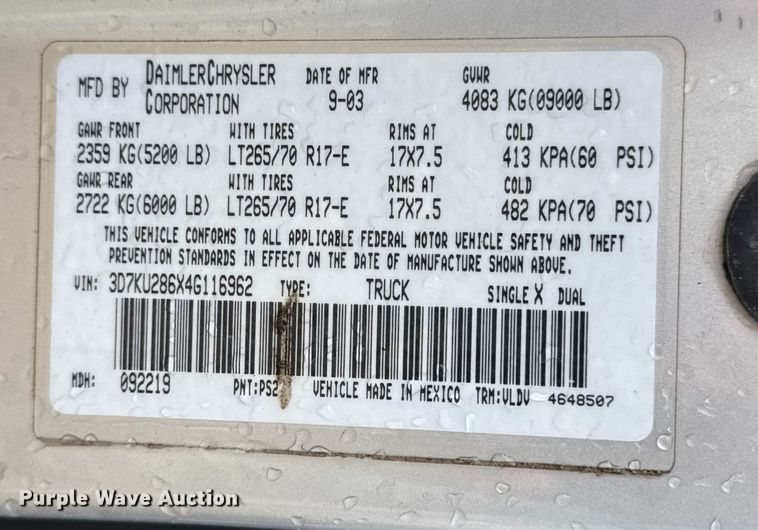 MFD BY DAIMLERCHRYSLER CORPORATION DATE OF MFR 9-03 GVWR 4083 KG(09000 LB)
GAWR FRONT WITH TIRES RIMS AT COLD
2359 KG(5200 LB) LT265/70 R17-E 17X7.5 413 KPA(60 PSI)
GAWR REAR WITH TIRES RIMS AT COLD
2722 KG(6000 LB) LT265/70 R17-E 17X7.5 482 KPA(70 PSI)
THIS VEHICLE CONFORMS TO ALL APPLICABLE FEDERAL MOTOR VEHICLE SAFETY AND THEFT
PREVENTION STANDARDS IN EFFECT ON THE DATE OF MANUFACTURE SHOWN ABOVE.
VIN: 3D7KU286X4G116962 TYPE: TRUCK SINGLE X DUAL
MDH: 092219 PNT:PS2 VEHICLE MADE IN MEXICO TRM:VLDV 4648507
Purple Wave Auction